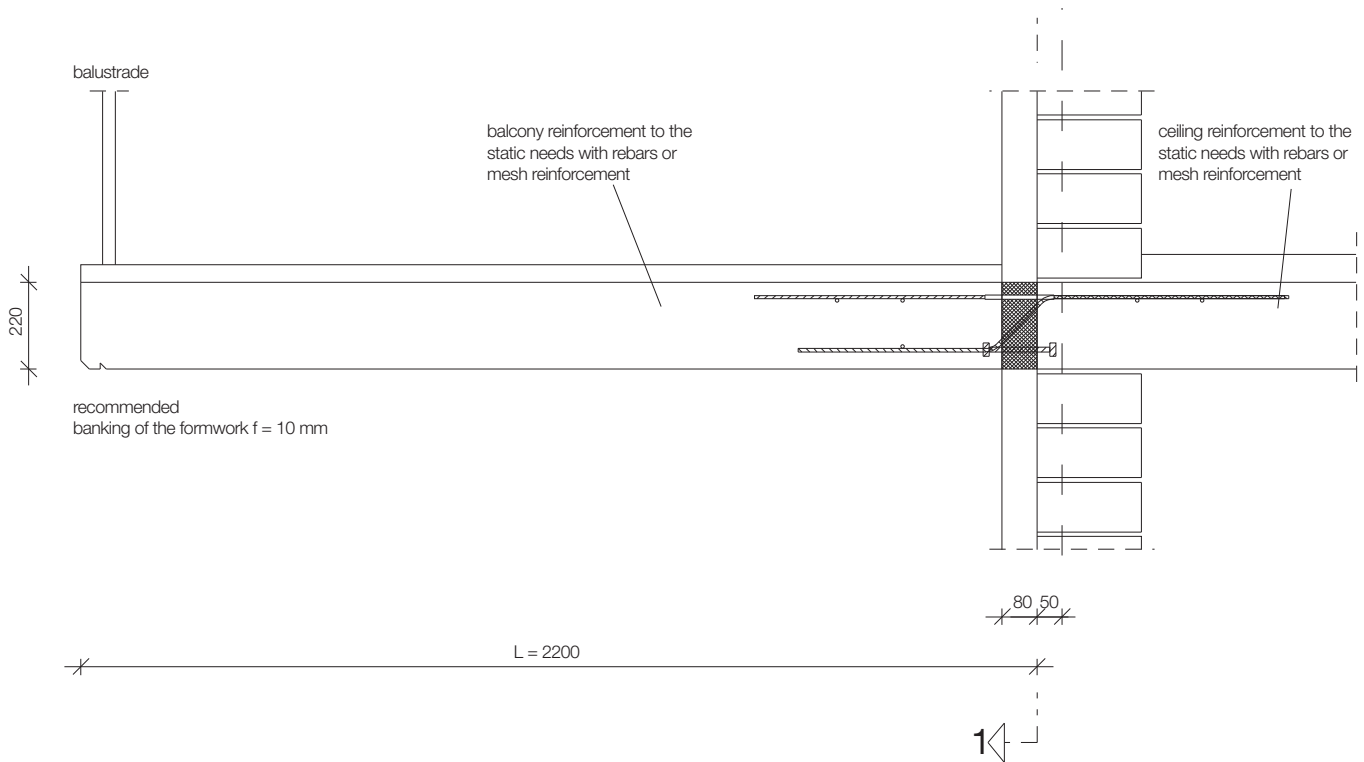 balustrade
balcony reinforcement to the
static needs with rebars or
mesh reinforcement
ceiling reinforcement to the
static needs with rebars or
mesh reinforcement
220
recommended
banking of the formwork f = 10 mm
80 50
L = 2200
1